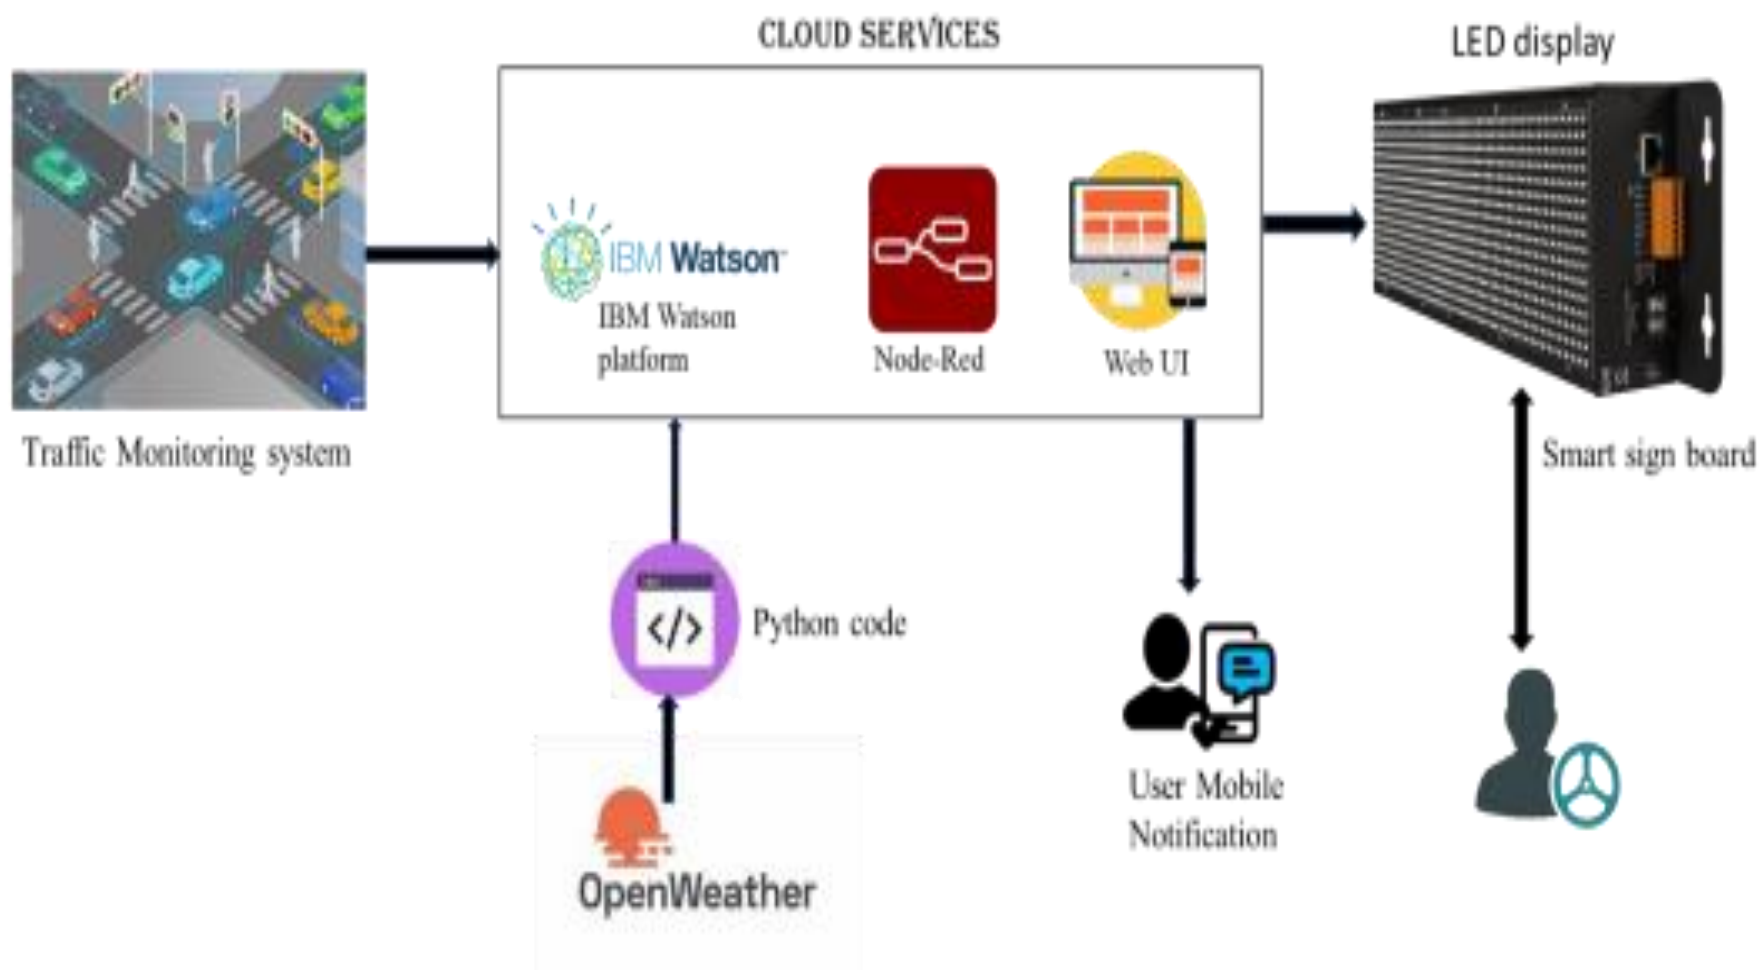 CLOUD SERVICES
LED display
IBM Watson
IBM Watson
platform
Node-Red
Web UI
Traffic Monitoring system
Smart sign board
</>
Python code
User Mobile
Notification
OpenWeather